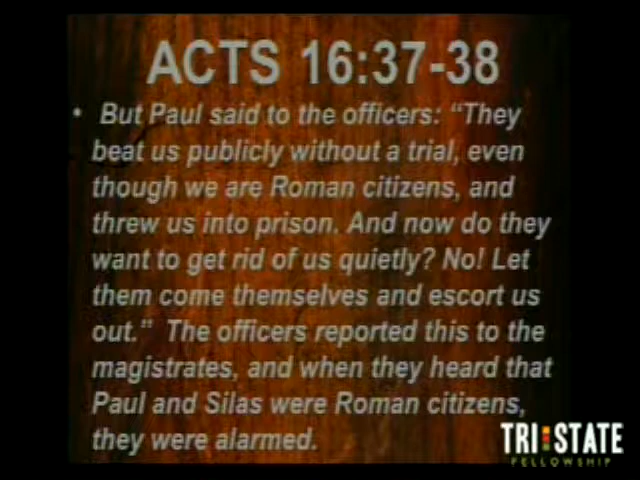 ACTS 16:37-38
• But Paul said to the officers: “They
beat us publicly without a trial, even
though we are Roman citizens, and
threw us into prison. And now do they
want to get rid of us quietly? No! Let
them come themselves and escort us
out.” The officers reported this to the
magistrates, and when they heard that
Paul and Silas were Roman citizens,
they were alarmed.
TRI STATE
FELLOWSHIP